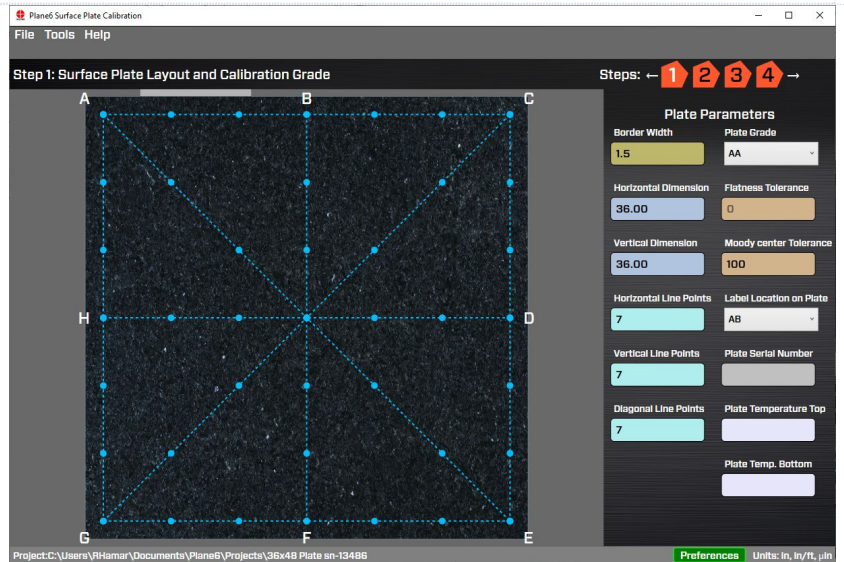 Plane6 Surface Plate Calibration
File Tools Help
Step 1: Surface Plate Layout and Calibration Grade
Steps: ← 1 2 3 4 →
A B C
H D
G F E
Plate Parameters
Border Width Plate Grade
1.5 AA
Horizontal Dimension Flatness Tolerance
36.00 0
Vertical Dimension Moody center Tolerance
36.00 100
Horizontal Line Points Label Location on Plate
7 AB
Vertical Line Points Plate Serial Number
7
Diagonal Line Points Plate Temperature Top
7
Plate Temp. Bottom
Project:C:\Users\RHamar\Documents\Plane6\Projects\36x48 Plate sn-13486
Preferences Units: in, in/ft, µin